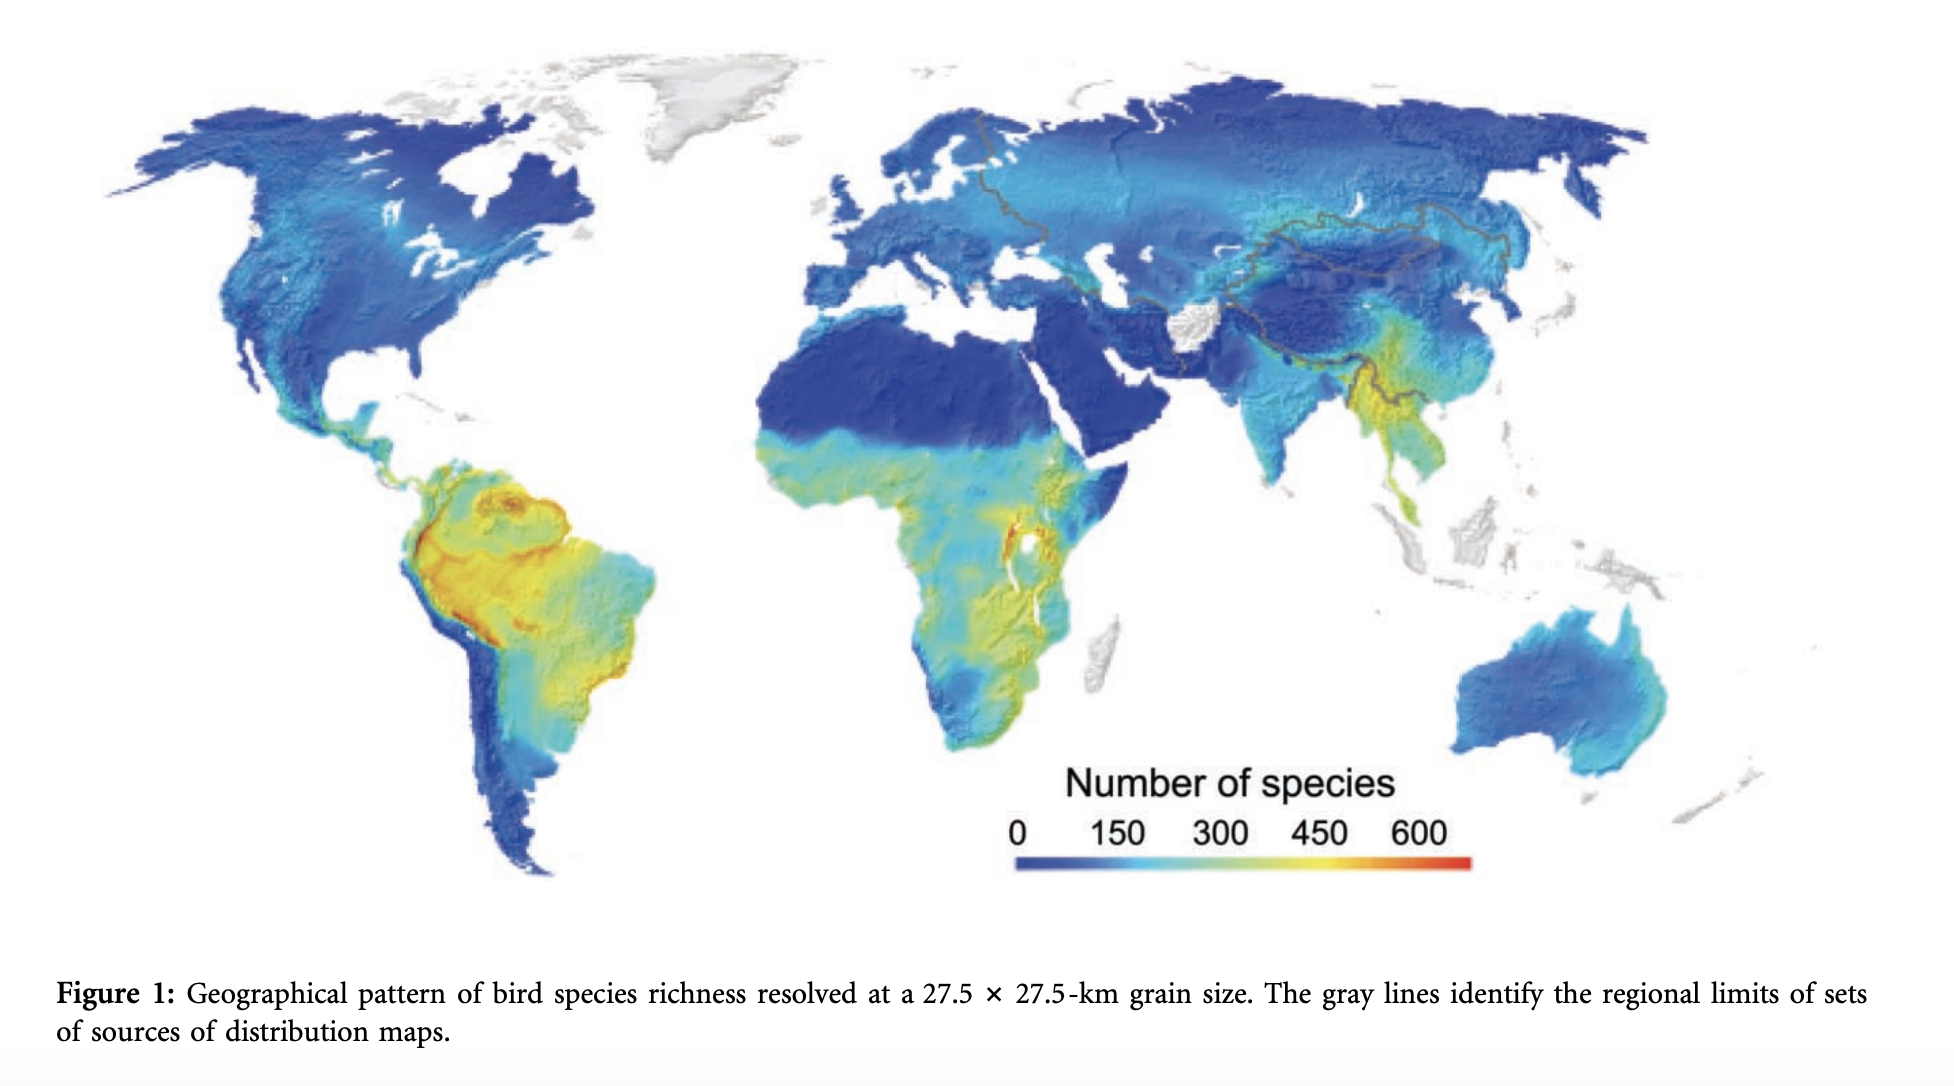 Number of species
0 150 300 450 600
Figure 1: Geographical pattern of bird species richness resolved at a 27.5 × 27.5-km grain size. The gray lines identify the regional limits of sets
of sources of distribution maps.